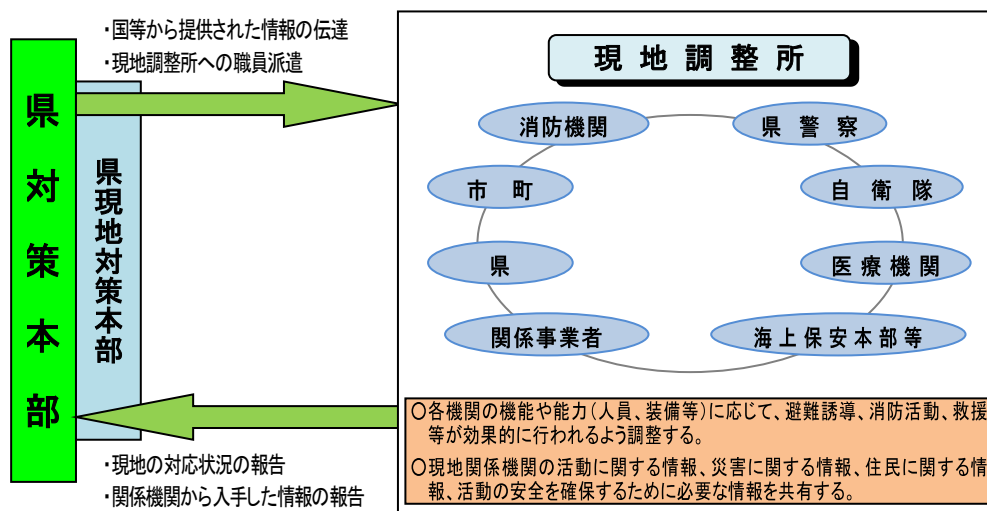 ・国等から提供された情報の伝達
・現地調整所への職員派遣
県対策本部
県現地対策本部
・現地の対応状況の報告
・関係機関から入手した情報の報告
現地調整所
消防機関
県警察
市町
自衛隊
県
医療機関
関係事業者
海上保安本部等
〇各機関の機能や能力(人員、装備等)に応じて、避難誘導、消防活動、救援
等が効果的に行われるよう調整する。
〇現地関係機関の活動に関する情報、災害に関する情報、住民に関する情
報、活動の安全を確保するために必要な情報を共有する。